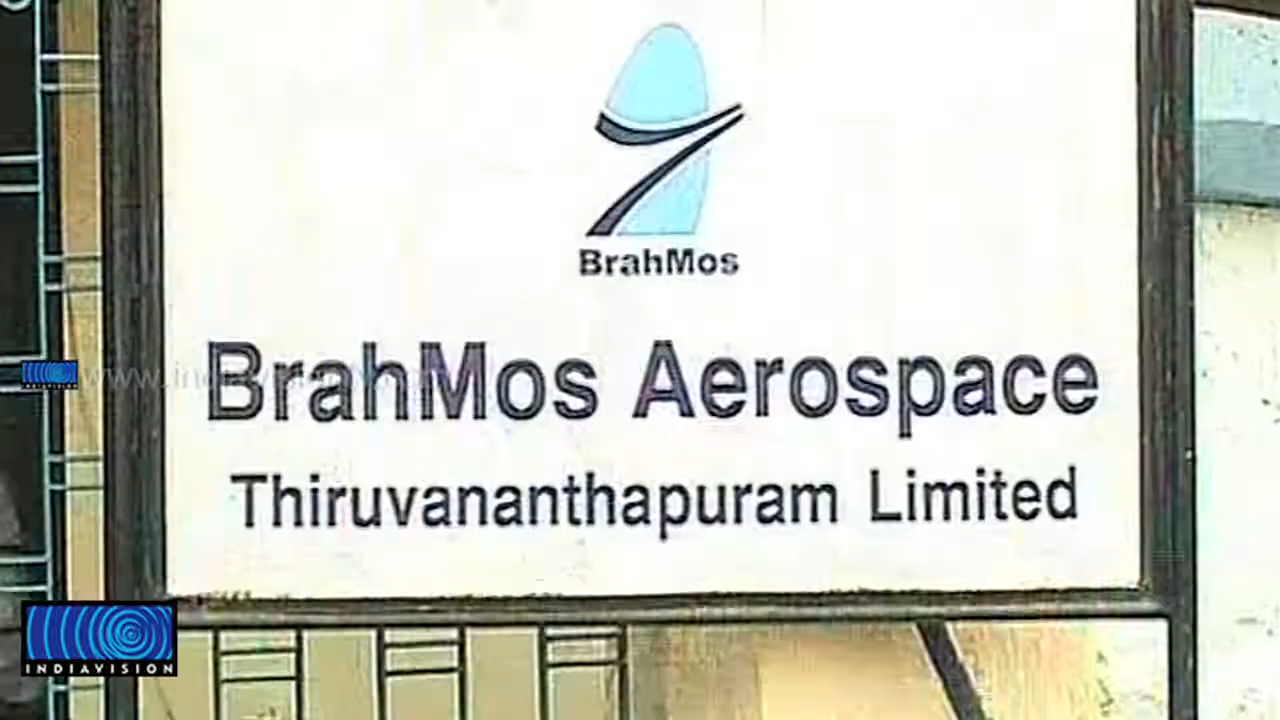 BrahMos
BrahMos Aerospace
Thiruvananthapuram Limited
INDIAVISION